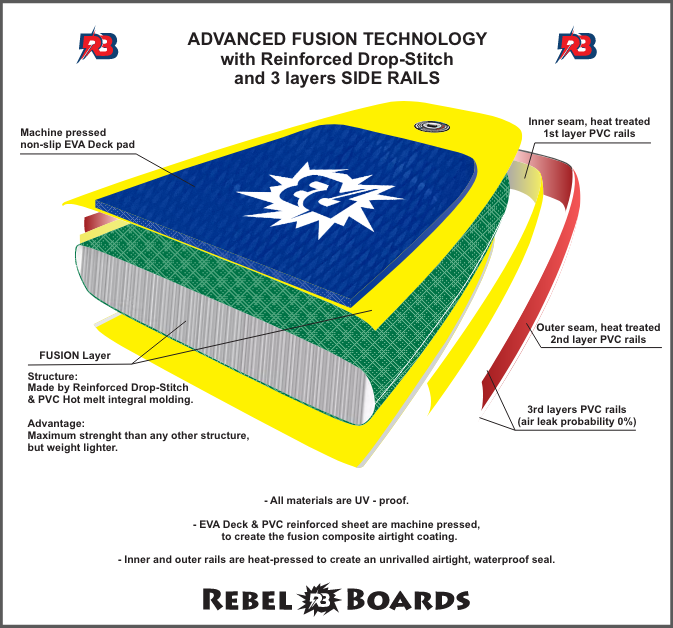 RB
RB
ADVANCED FUSION TECHNOLOGY
with Reinforced Drop-Stitch
and 3 layers SIDE RAILS
Machine pressed
non-slip EVA Deck pad
Inner seam, heat treated
1st layer PVC rails
Outer seam, heat treated
2nd layer PVC rails
FUSION Layer
Structure:
Made by Reinforced Drop-Stitch
& PVC Hot melt integral molding.
Advantage:
Maximum strenght than any other structure,
but weight lighter.
3rd layers PVC rails
(air leak probability 0%)
- All materials are UV - proof.
- EVA Deck & PVC reinforced sheet are machine pressed,
to create the fusion composite airtight coating.
- Inner and outer rails are heat-pressed to create an unrivalled airtight, waterproof seal.
REBEL RB BOARDS